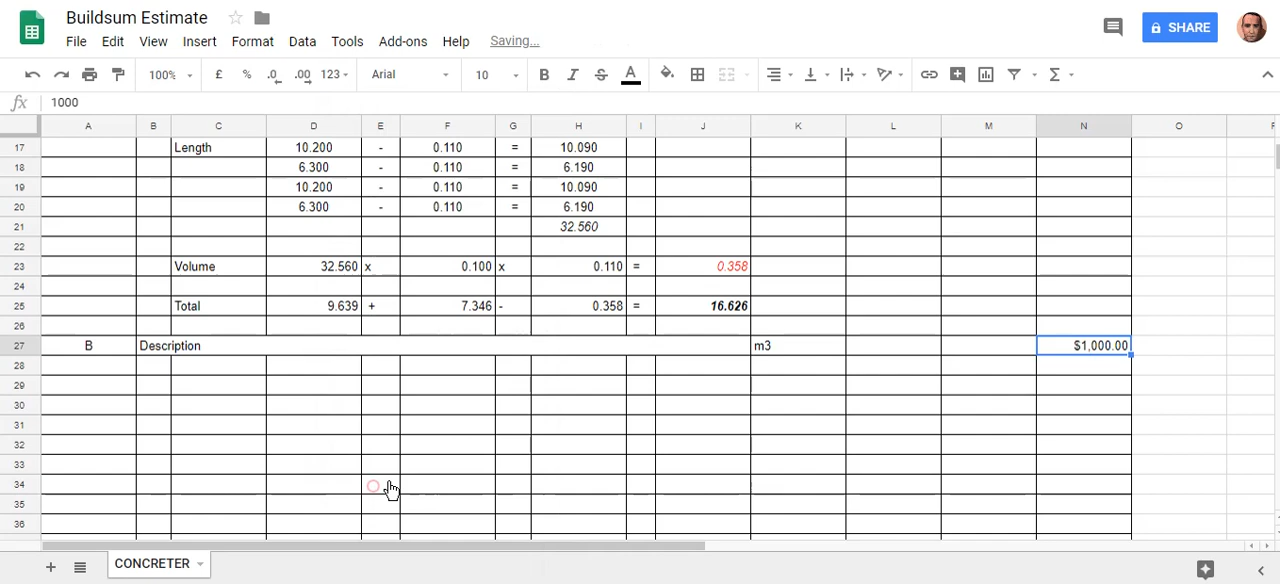 Buildsum Estimate
File Edit View Insert Format Data Tools Add-ons Help Saving...
SHARE
100% £ % .0 .00 123 Arial 10 B I S A Σ
fx 1000
A B C D E F G H I J K L M N O
17 Length 10.200 - 0.110 = 10.090
18 6.300 - 0.110 = 6.190
19 10.200 - 0.110 = 10.090
20 6.300 - 0.110 = 6.190
21 32.560
22
23 Volume 32.560 x 0.100 x 0.110 = 0.358
24
25 Total 9.639 + 7.346 - 0.358 = 16.626
26
27 B Description m3 $1,000.00
28
29
30
31
32
33
34
35
36
+ CONCRETER